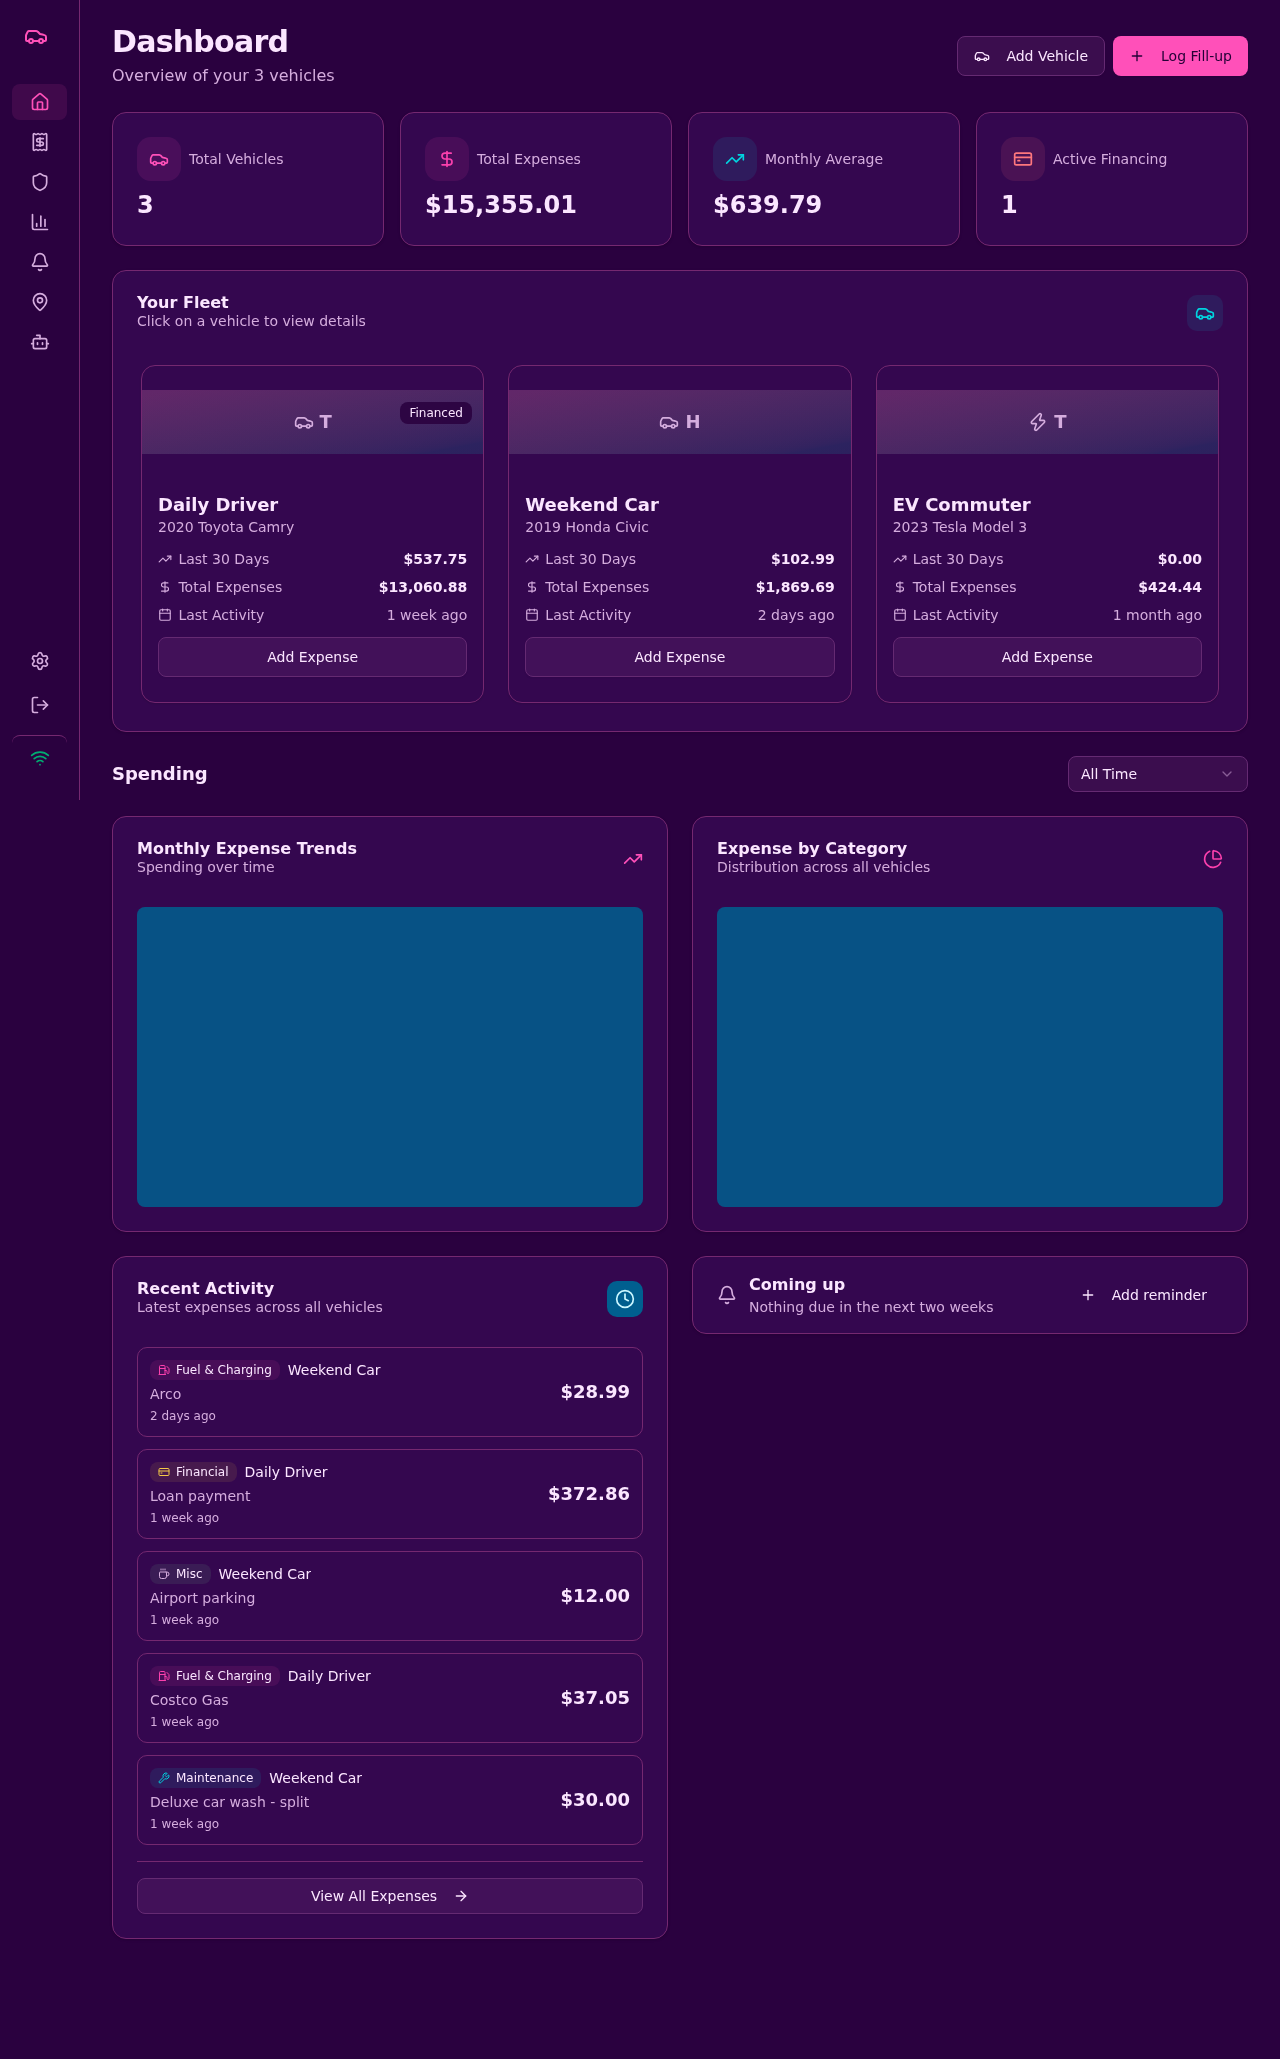 Dashboard
Overview of your 3 vehicles
Add Vehicle
Log Fill-up
Total Vehicles
3
Total Expenses
$15,355.01
Monthly Average
$639.79
Active Financing
1
Your Fleet
Click on a vehicle to view details
T
Financed
Daily Driver
2020 Toyota Camry
Last 30 Days $537.75
Total Expenses $13,060.88
Last Activity 1 week ago
Add Expense
H
Weekend Car
2019 Honda Civic
Last 30 Days $102.99
Total Expenses $1,869.69
Last Activity 2 days ago
Add Expense
T
EV Commuter
2023 Tesla Model 3
Last 30 Days $0.00
Total Expenses $424.44
Last Activity 1 month ago
Add Expense
Spending
All Time
Monthly Expense Trends
Spending over time
Expense by Category
Distribution across all vehicles
Recent Activity
Latest expenses across all vehicles
Fuel & Charging Weekend Car
Arco
2 days ago
$28.99
Financial Daily Driver
Loan payment
1 week ago
$372.86
Misc Weekend Car
Airport parking
1 week ago
$12.00
Fuel & Charging Daily Driver
Costco Gas
1 week ago
$37.05
Maintenance Weekend Car
Deluxe car wash - split
1 week ago
$30.00
View All Expenses
Coming up
Nothing due in the next two weeks
Add reminder